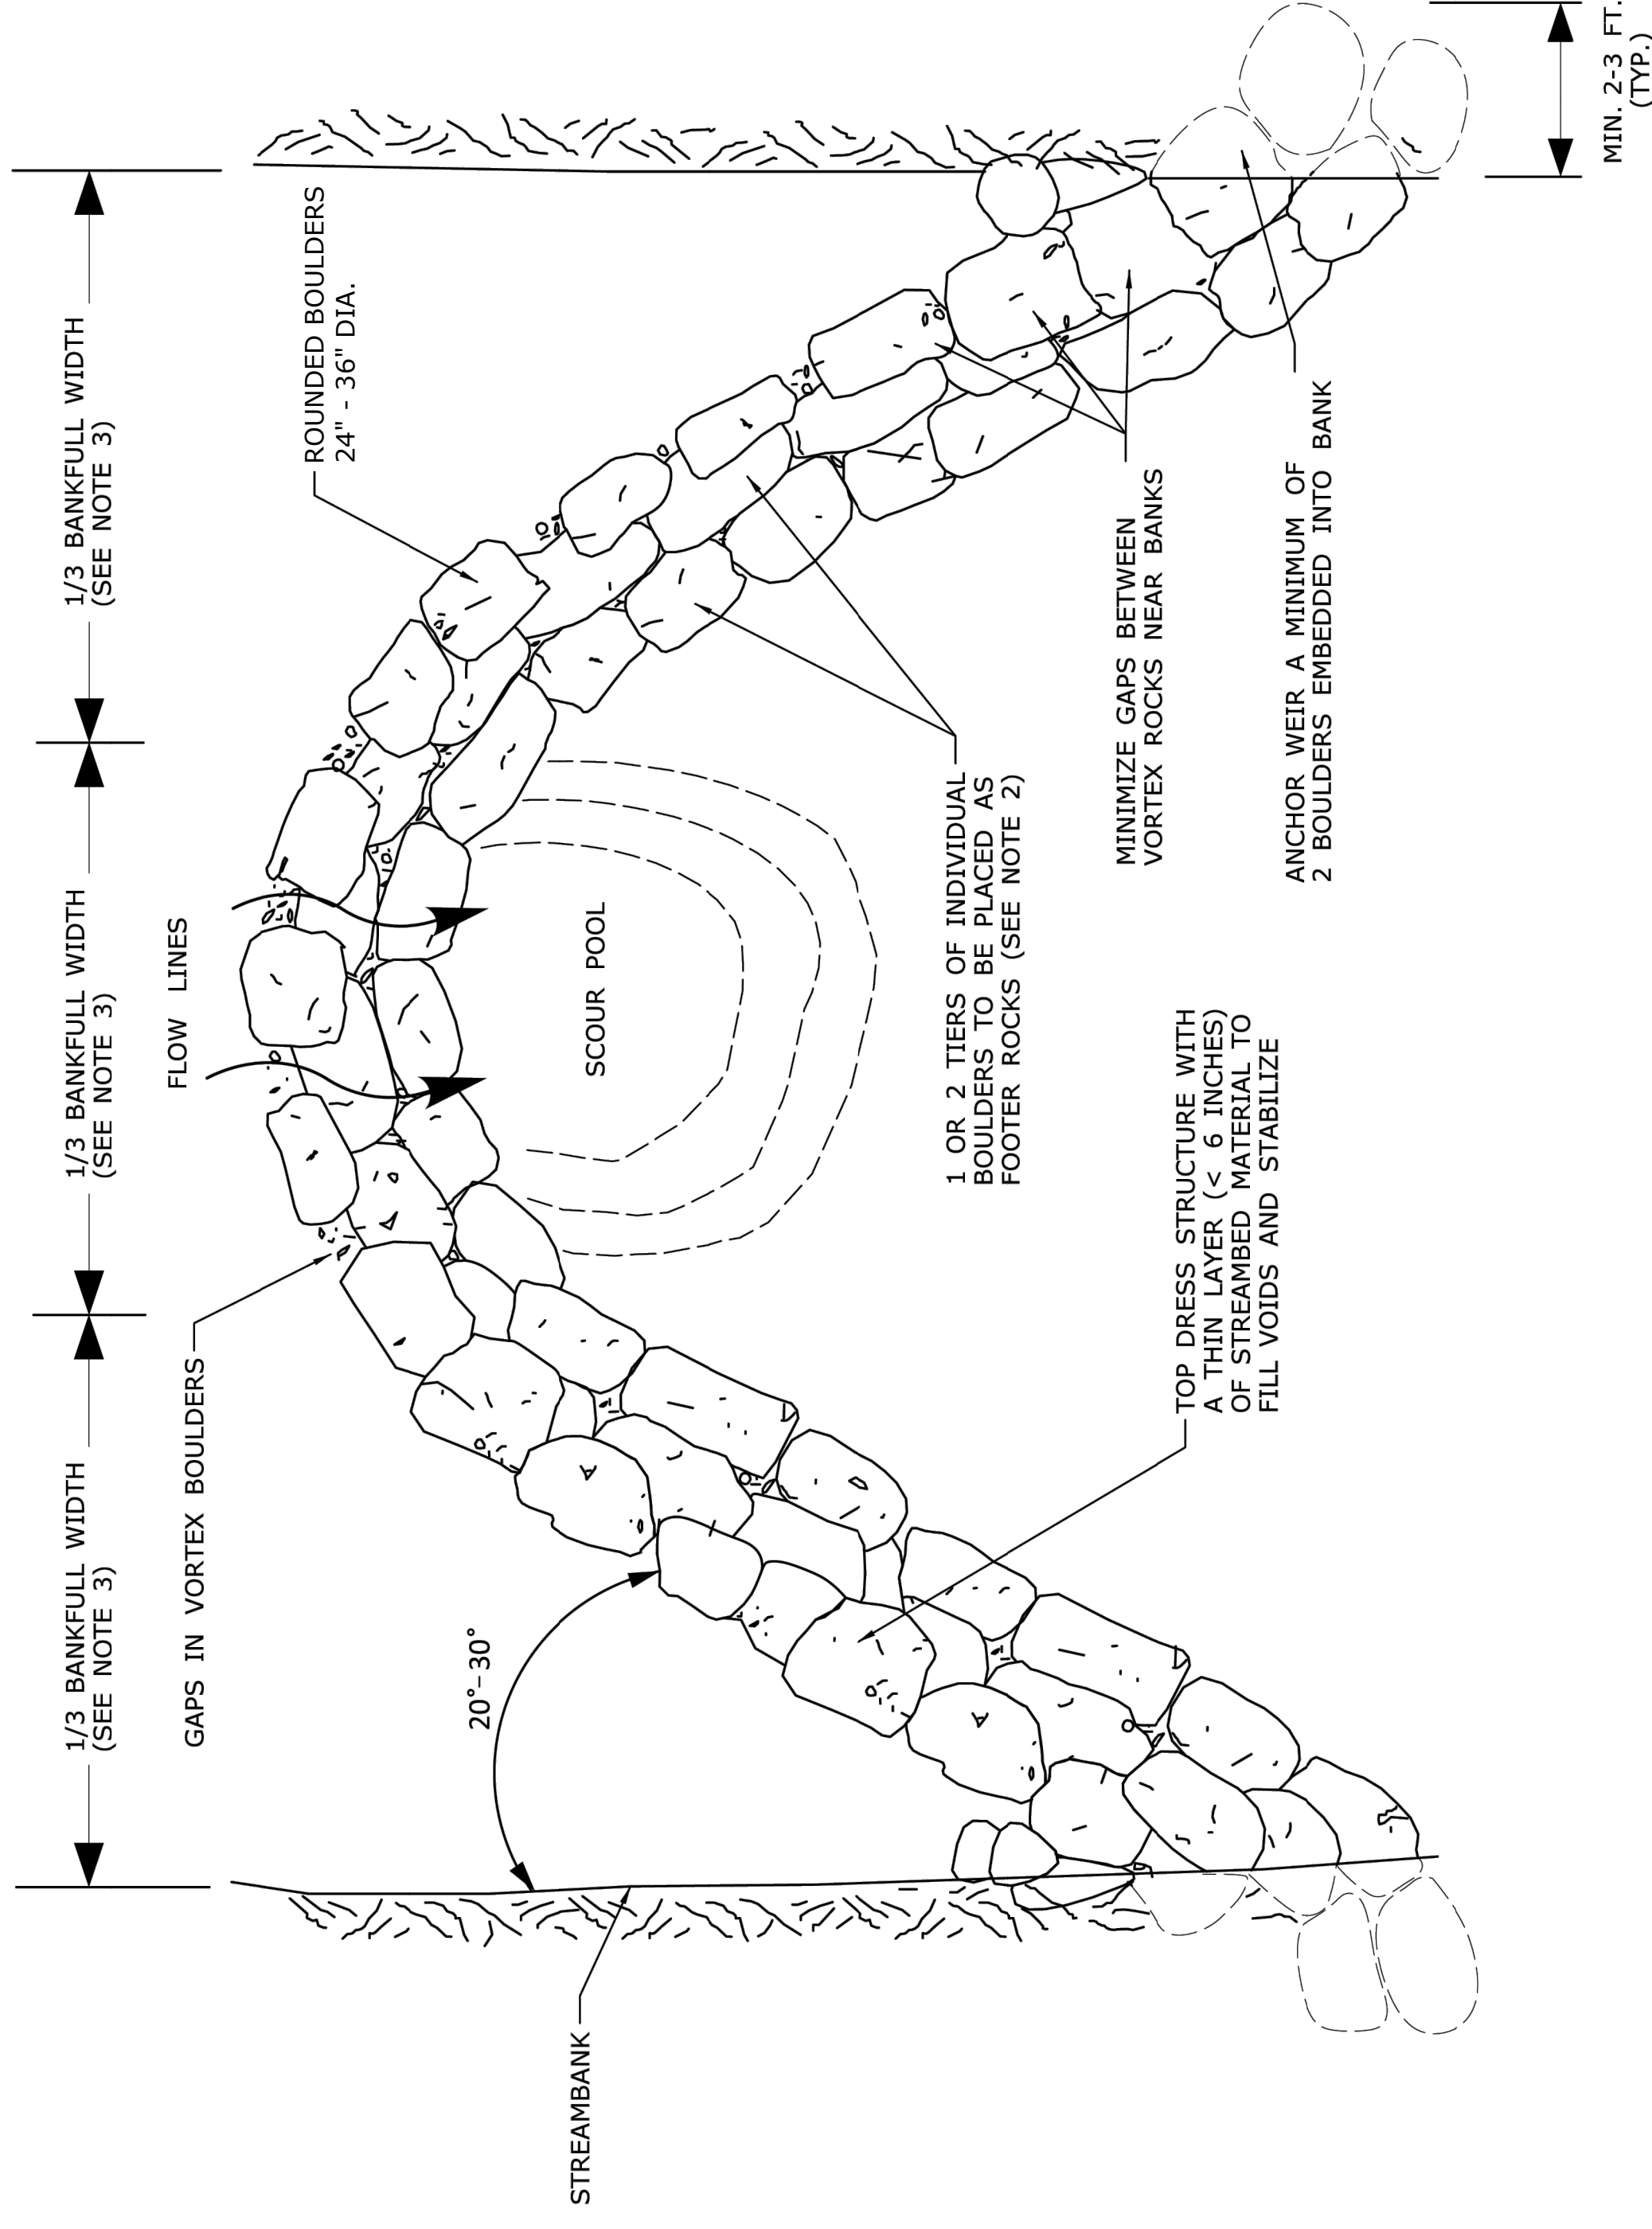 1/3 BANKFULL WIDTH
(SEE NOTE 3)
1/3 BANKFULL WIDTH
(SEE NOTE 3)
1/3 BANKFULL WIDTH
(SEE NOTE 3)
FLOW LINES
GAPS IN VORTEX BOULDERS
ROUNDED BOULDERS
24" - 36" DIA.
20°-30°
STREAMBANK
SCOUR POOL
1 OR 2 TIERS OF INDIVIDUAL
BOULDERS TO BE PLACED AS
FOOTER ROCKS (SEE NOTE 2)
MINIMIZE GAPS BETWEEN
VORTEX ROCKS NEAR BANKS
TOP DRESS STRUCTURE WITH
A THIN LAYER (< 6 INCHES)
OF STREAMBED MATERIAL TO
FILL VOIDS AND STABILIZE
ANCHOR WEIR A MINIMUM OF
2 BOULDERS EMBEDDED INTO BANK
MIN. 2-3 FT.
(TYP.)